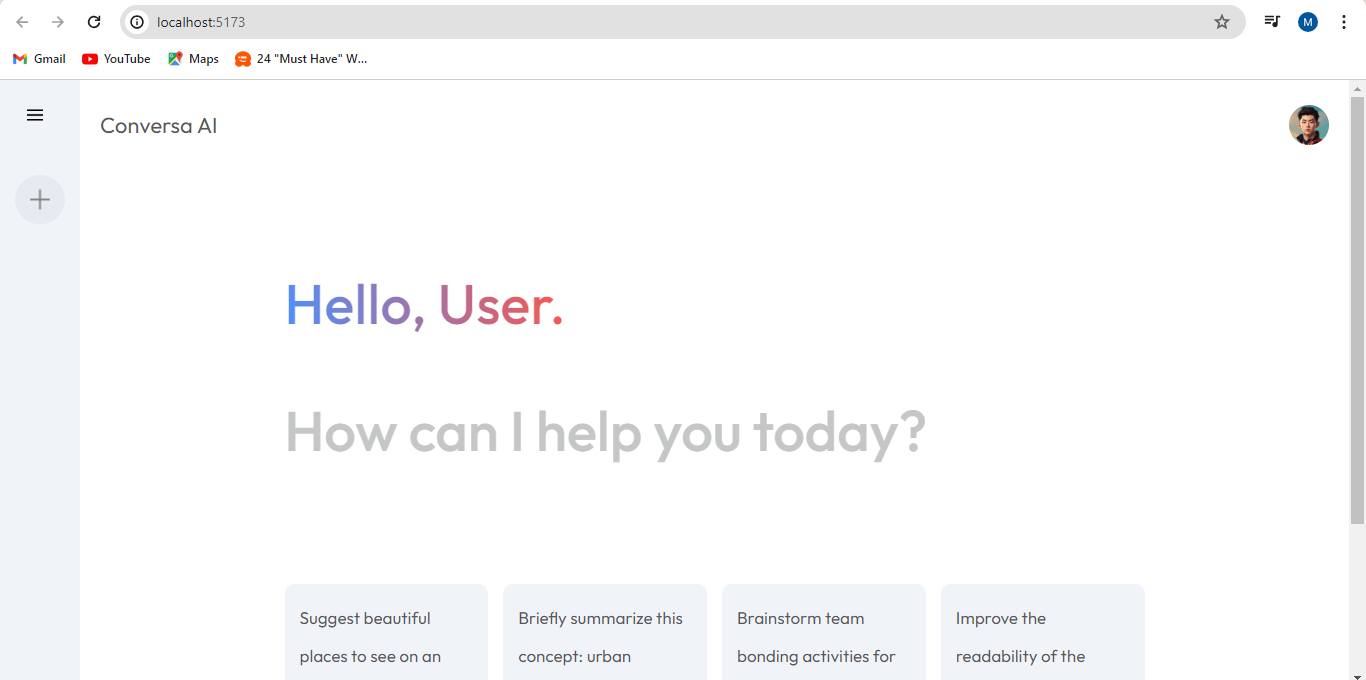 localhost:5173
M
Gmail
YouTube
Maps
24 "Must Have" W...
Conversa AI
Hello, User.
How can I help you today?
Suggest beautiful
places to see on an
Briefly summarize this
concept: urban
Brainstorm team
bonding activities for
Improve the
readability of the